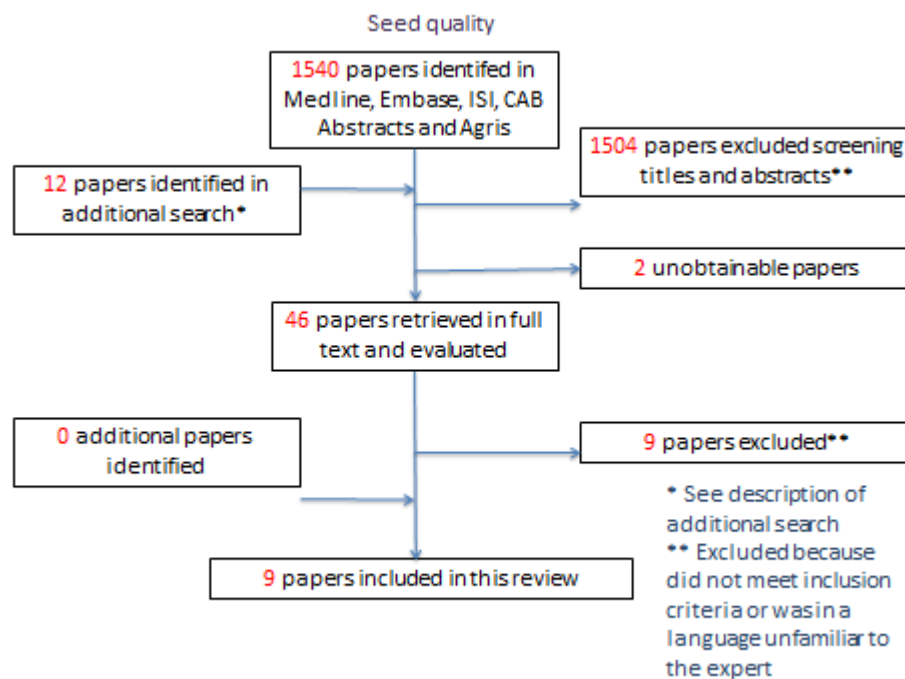 Seed quality
1540 papers identifed in
Medline, Embase, ISI, CAB
Abstracts and Agris
1504 papers excluded screening
titles and abstracts**
12 papers identified in
additional search*
2 unobtainable papers
46 papers retrieved in full
text and evaluated
0 additional papers
identified
9 papers excluded**
9 papers included in this review
* See description of
additional search
** Excluded because
did not meet inclusion
criteria or was in a
language unfamiliar to
the expert